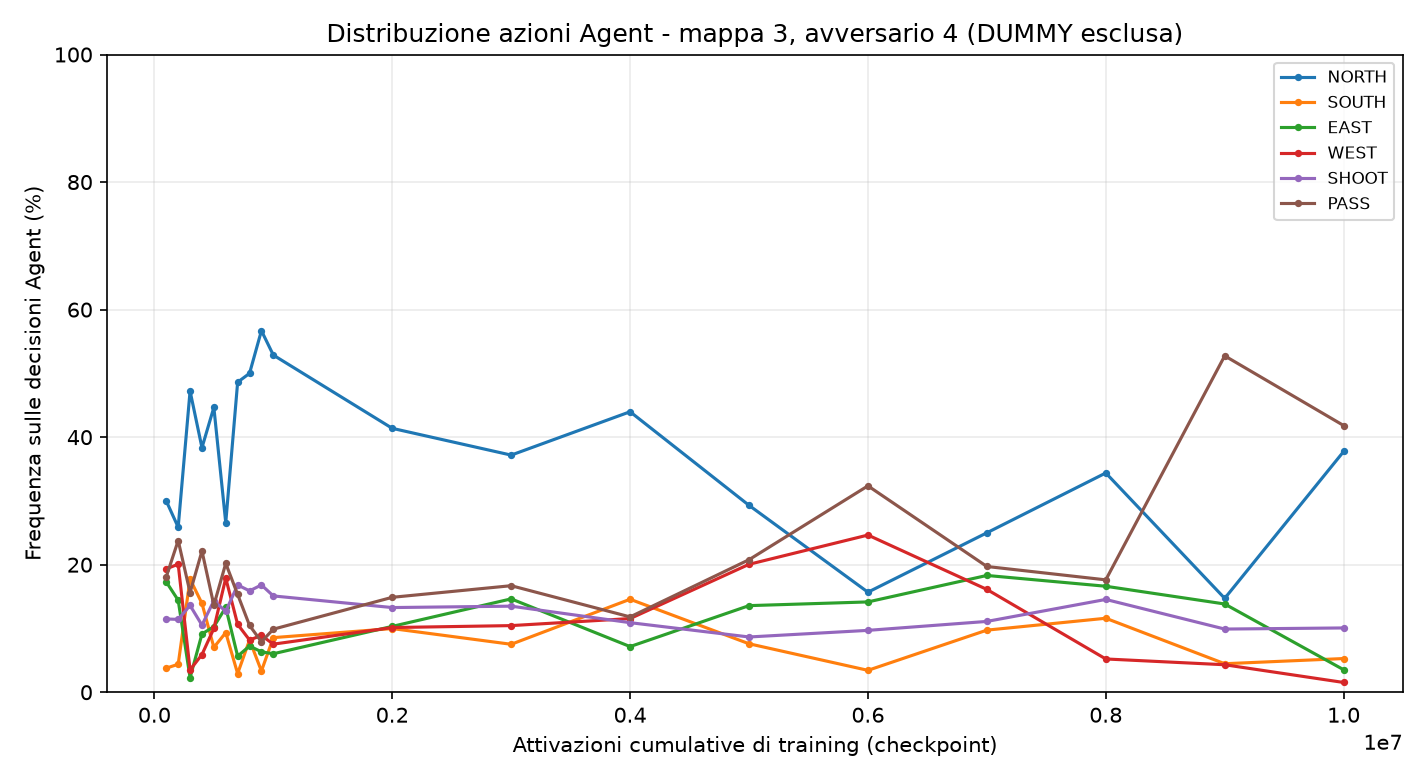 Distribuzione azioni Agent - mappa 3, avversario 4 (DUMMY esclusa)
100
80
60
40
20
0
Frequenza sulle decisioni Agent (%)
NORTH
SOUTH
EAST
WEST
SHOOT
PASS
0.0
0.2
0.4
0.6
0.8
1.0
1e7
Attivazioni cumulative di training (checkpoint)